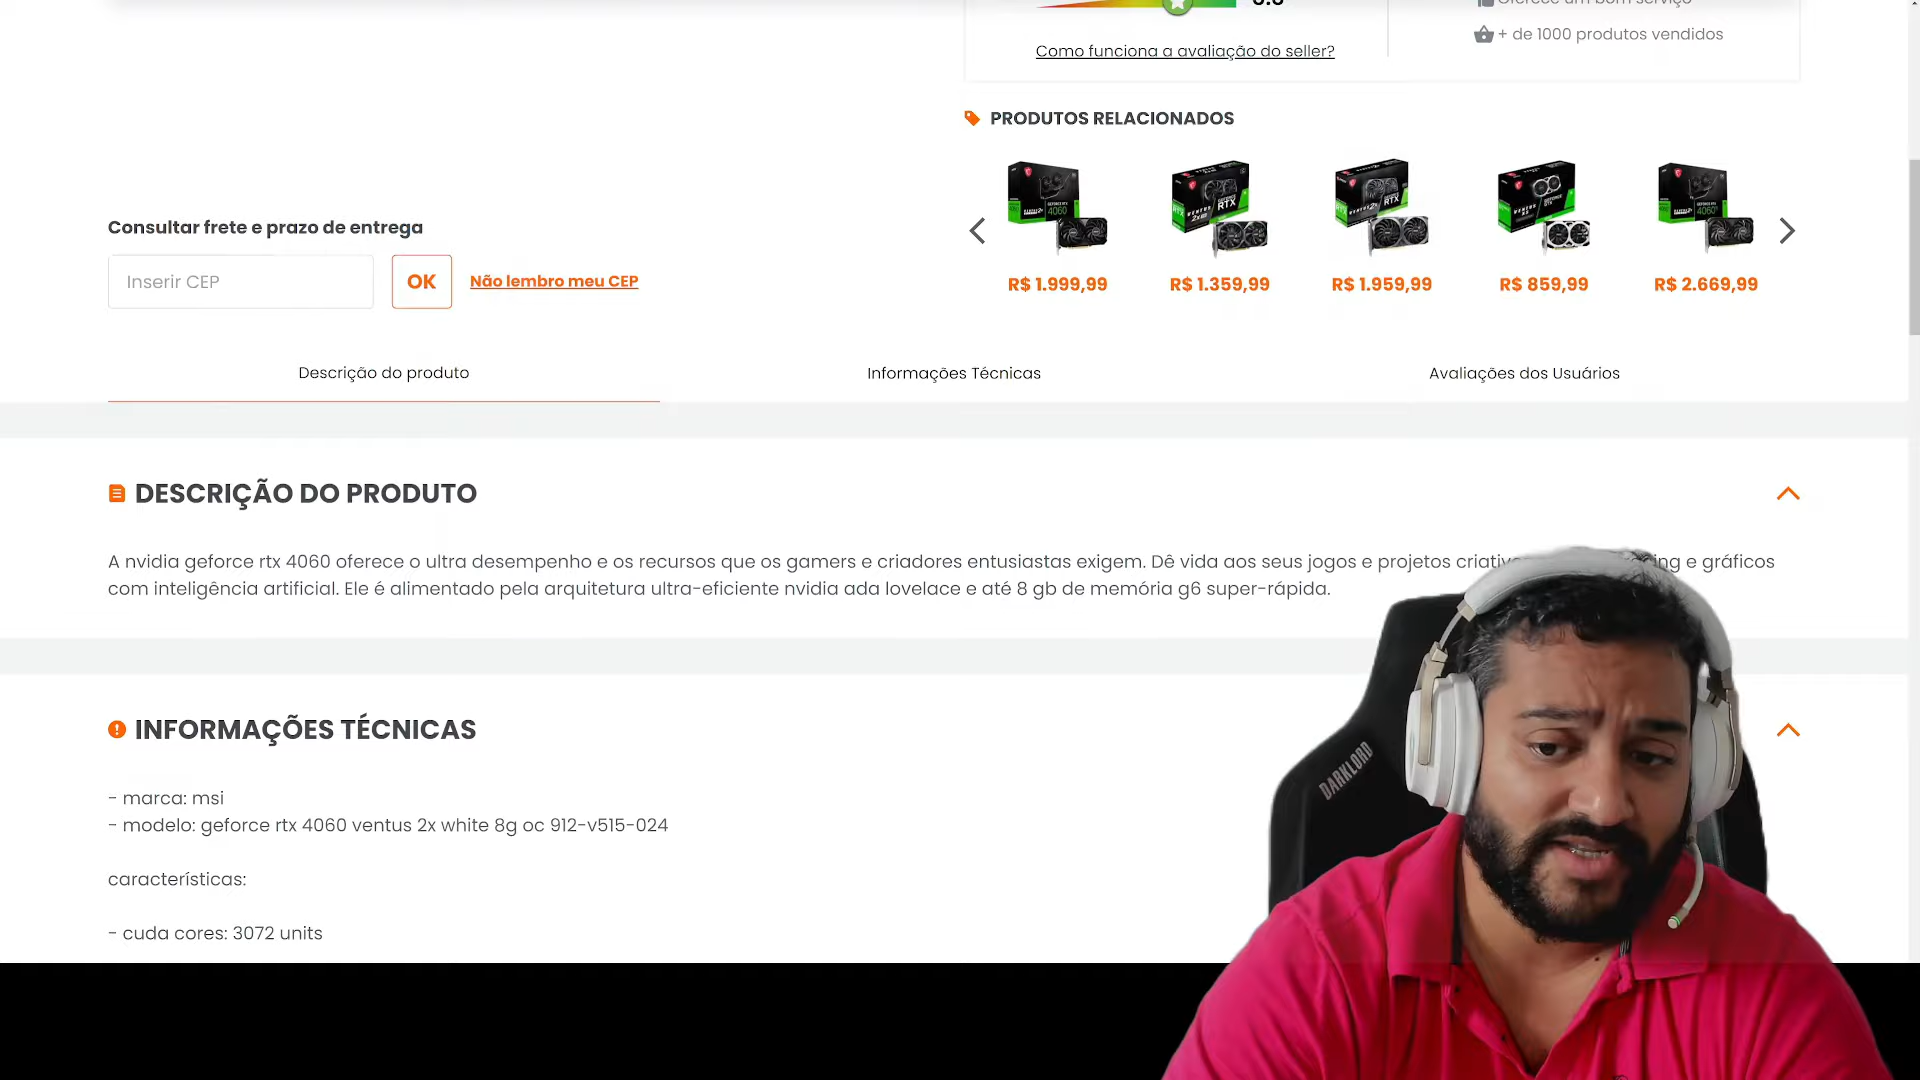 Como funciona a avaliação do seller?
+ de 1000 produtos vendidos
PRODUTOS RELACIONADOS
R$ 1.999,99
R$ 1.359,99
R$ 1.959,99
R$ 859,99
R$ 2.669,99
Consultar frete e prazo de entrega
Inserir CEP
OK
Não lembro meu CEP
Descrição do produto
Informações Técnicas
Avaliações dos Usuários
DESCRIÇÃO DO PRODUTO
A nvidia geforce rtx 4060 oferece o ultra desempenho e os recursos que os gamers e criadores entusiastas exigem. Dê vida aos seus jogos e projetos e gráficos
com inteligência artificial. Ele é alimentado pela arquitetura ultra-eficiente nvidia ada lovelace e até 8 gb de memória g6 super-rápida.
INFORMAÇÕES TÉCNICAS
- marca: msi
- modelo: geforce rtx 4060 ventus 2x white 8g oc 912-v515-024
características:
- cuda cores: 3072 units
DARKLORD